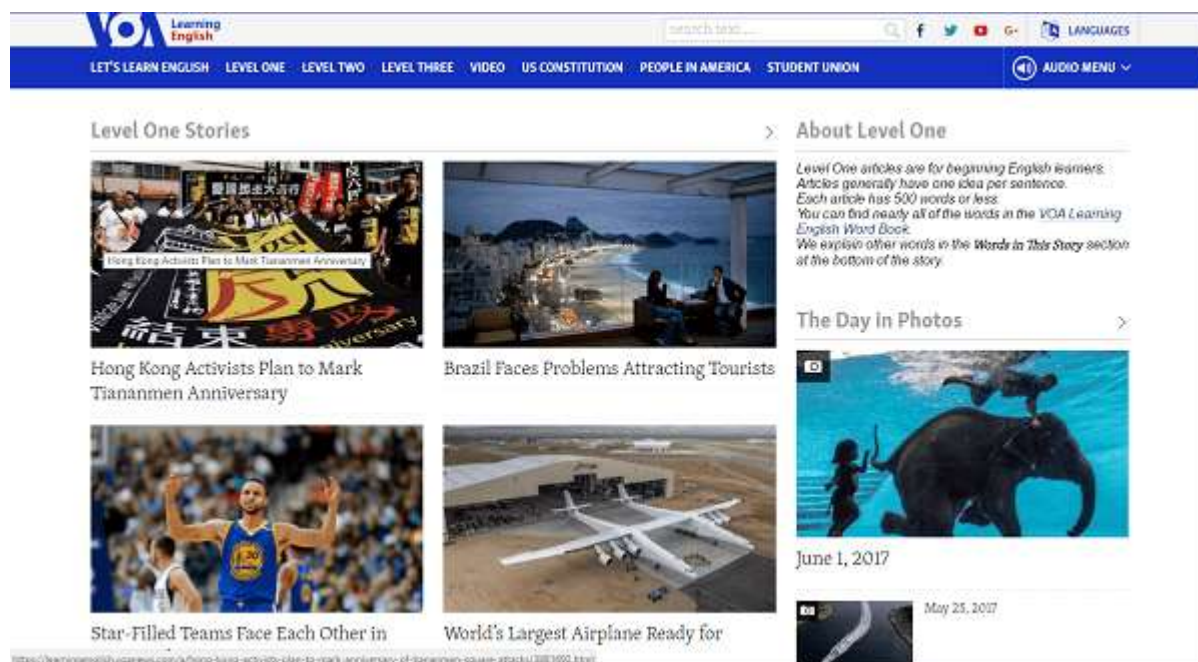 VOA Learning
English
LANGUAGES
LET'S LEARN ENGLISH LEVEL ONE LEVEL TWO LEVEL THREE VIDEO US CONSTITUTION PEOPLE IN AMERICA STUDENT UNION AUDIO MENU
Level One Stories
Hong Kong Activists Plan to Mark Tiananmen Anniversary
結束專政
Hong Kong Activists Plan to Mark
Tiananmen Anniversary
Brazil Faces Problems Attracting Tourists
30
Star-Filled Teams Face Each Other in
World's Largest Airplane Ready for
About Level One
Level One articles are for beginning English learners.
Articles generally have one idea per sentence.
Each article has 500 words or less.
You can find nearly all of the words in the VOA Learning
English Word Book.
We explain other words in the Words in This Story section
at the bottom of the story.
The Day in Photos
June 1, 2017
May 25, 2017